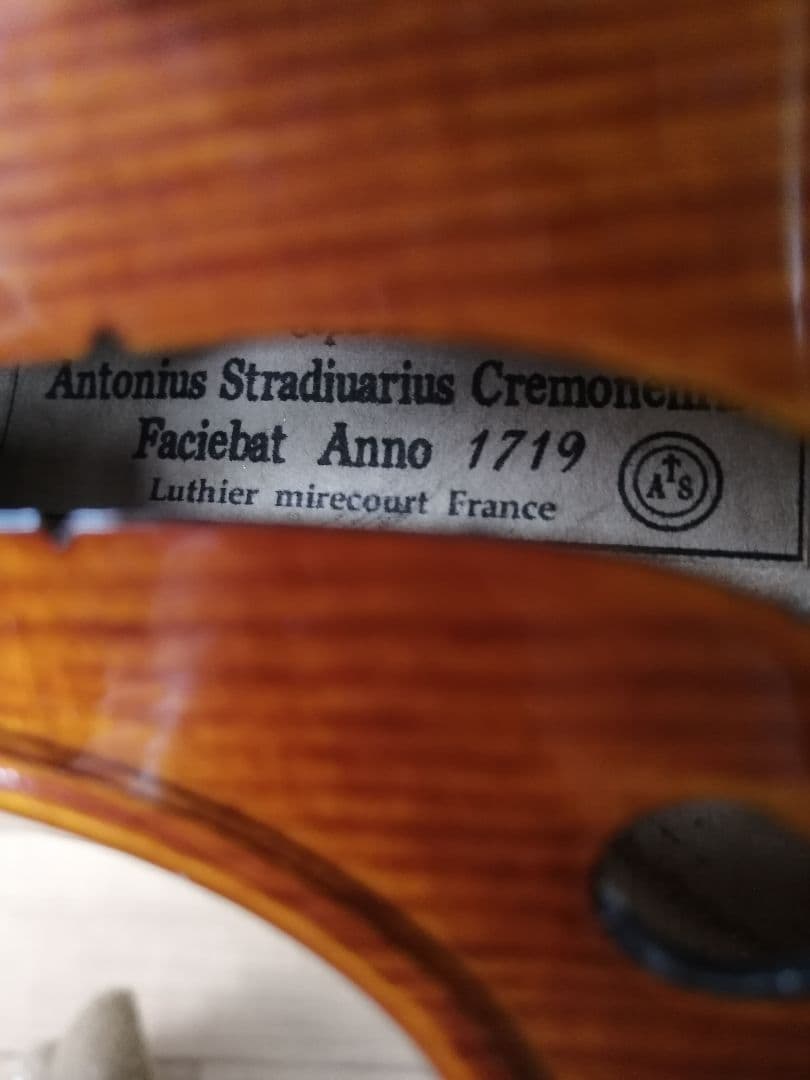 Antonius Stradiuarius
Faciebat Anno 1719
Luthier mirecourt France
A S